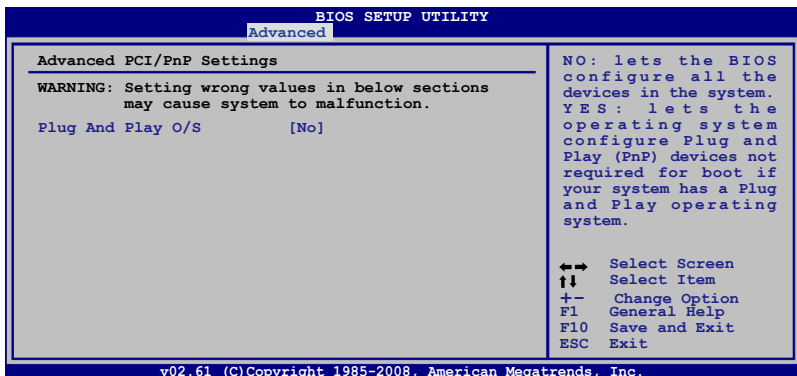 BIOS SETUP UTILITY
Advanced
Advanced PCI/PnP Settings
WARNING: Setting wrong values in below sections
may cause system to malfunction.
Plug And Play O/S [No]
NO: lets the BIOS
configure all the
devices in the system.
YES: lets the
operating system
configure Plug and
Play (PnP) devices not
required for boot if
your system has a Plug
and Play operating
system.
←→ Select Screen
↑↓ Select Item
+- Change Option
F1 General Help
F10 Save and Exit
ESC Exit
v02.61 (C)Copyright 1985-2008, American Megatrends, Inc.